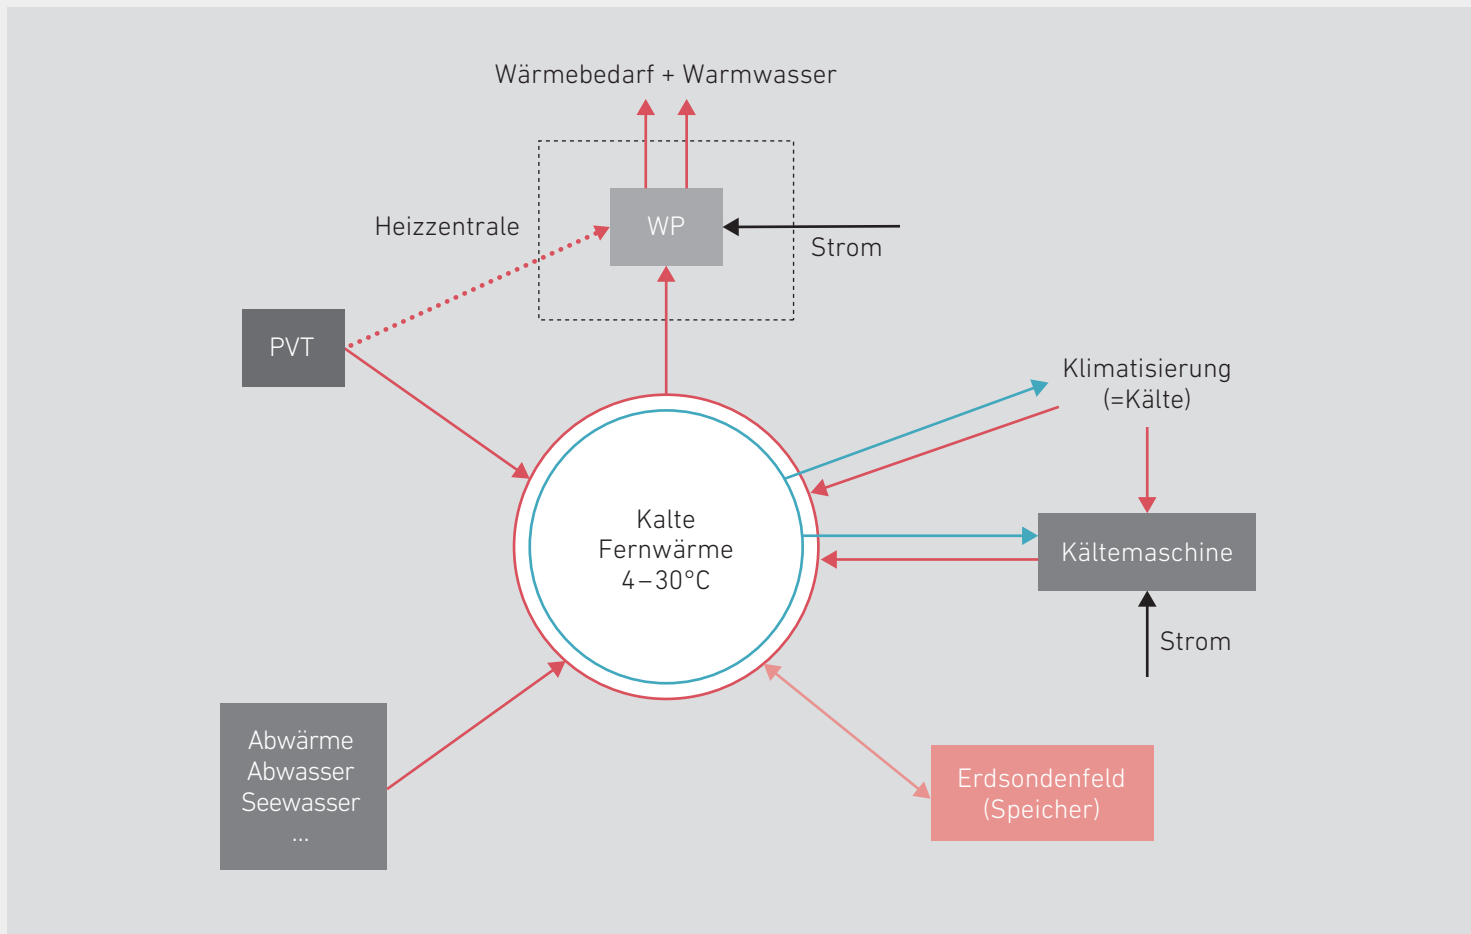 Wärmebedarf + Warmwasser
Heizzentrale
WP
Strom
PVT
Klimatisierung
(=Kälte)
Kalte
Fernwärme
4–30°C
Kältemaschine
Strom
Abwärme
Abwasser
Seewasser
...
Erdsondenfeld
(Speicher)